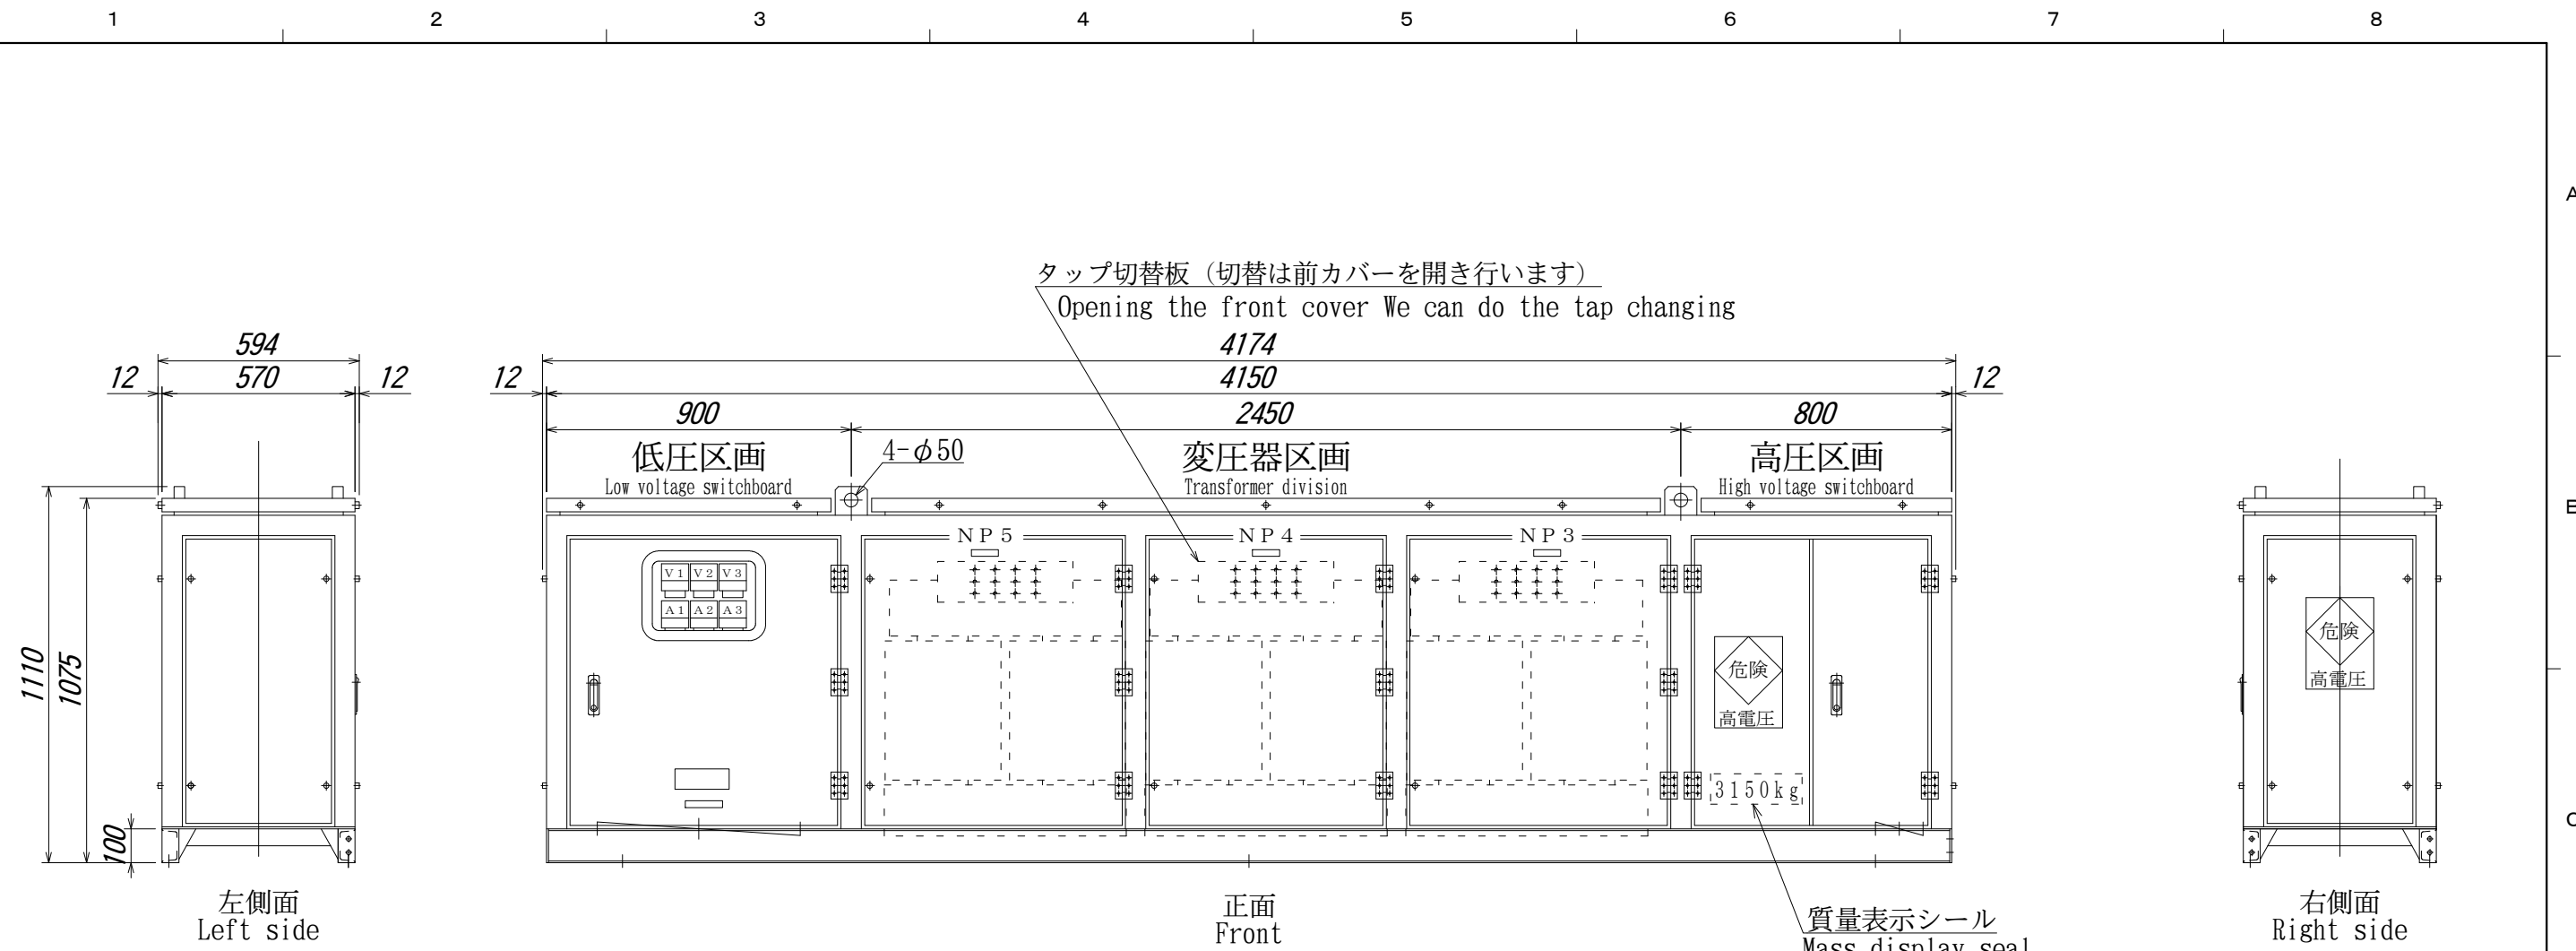 1 2 3 4 5 6 7 8
A
タップ切替板（切替は前カバーを開き行います）
Opening the front cover We can do the tap changing
594
12 570 12
12 4174
4150 12
900 2450 800
低圧区画 4-φ50 変圧器区画 高圧区画
Low voltage switchboard Transformer division High voltage switchboard
B
NP5 NP4 NP3
V1 V2 V3
A1 A2 A3
1110
1075
100
危険
高電圧
危険
高電圧
3150kg
C
左側面
Left side
正面
Front
質量表示シール
Mass display seal
右側面
Right side